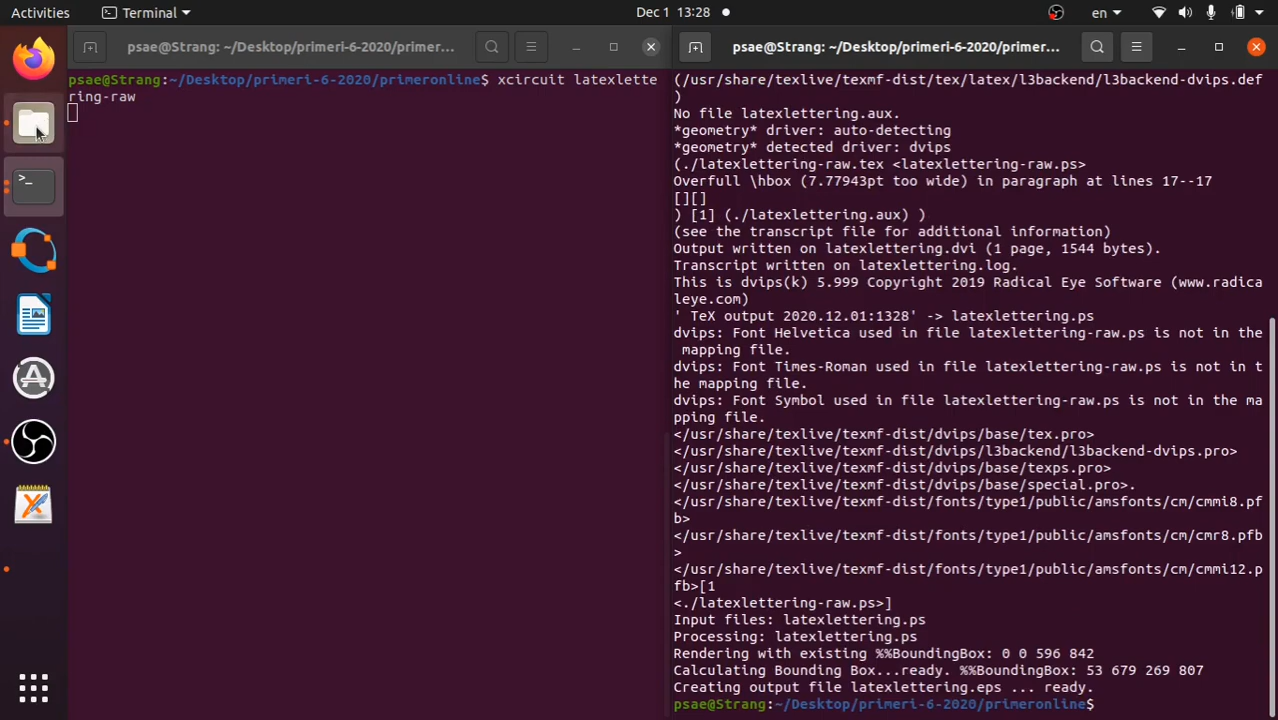 Activities
Terminal
Dec 1 13:28
en
psae@Strang: ~/Desktop/primeri-6-2020/primer...
psae@Strang:~/Desktop/primeri-6-2020/primeronline$ xcircuit latexlette
ring-raw
psae@Strang: ~/Desktop/primeri-6-2020/primer...
(/usr/share/texlive/texmf-dist/tex/latex/l3backend/l3backend-dvips.def
)
No file latexlettering.aux.
*geometry* driver: auto-detecting
*geometry* detected driver: dvips
(./latexlettering-raw.tex <latexlettering-raw.ps>
Overfull \hbox (7.77943pt too wide) in paragraph at lines 17--17
[][]
) [1] (./latexlettering.aux) )
(see the transcript file for additional information)
Output written on latexlettering.dvi (1 page, 1544 bytes).
Transcript written on latexlettering.log.
This is dvips(k) 5.999 Copyright 2019 Radical Eye Software (www.radica
leye.com)
' TeX output 2020.12.01:1328' -> latexlettering.ps
dvips: Font Helvetica used in file latexlettering-raw.ps is not in the
 mapping file.
dvips: Font Times-Roman used in file latexlettering-raw.ps is not in t
he mapping file.
dvips: Font Symbol used in file latexlettering-raw.ps is not in the ma
pping file.
</usr/share/texlive/texmf-dist/dvips/base/tex.pro>
</usr/share/texlive/texmf-dist/dvips/l3backend/l3backend-dvips.pro>
</usr/share/texlive/texmf-dist/dvips/base/texps.pro>
</usr/share/texlive/texmf-dist/dvips/base/special.pro>.
</usr/share/texlive/texmf-dist/fonts/type1/public/amsfonts/cm/cmmi8.pf
b>
</usr/share/texlive/texmf-dist/fonts/type1/public/amsfonts/cm/cmr8.pfb
>
</usr/share/texlive/texmf-dist/fonts/type1/public/amsfonts/cm/cmmi12.p
fb>[1
<./latexlettering-raw.ps>]
Input files: latexlettering.ps
Processing: latexlettering.ps
Rendering with existing %%BoundingBox: 0 0 596 842
Calculating Bounding Box...ready. %%BoundingBox: 53 679 269 807
Creating output file latexlettering.eps ... ready.
psae@Strang:~/Desktop/primeri-6-2020/primeronline$